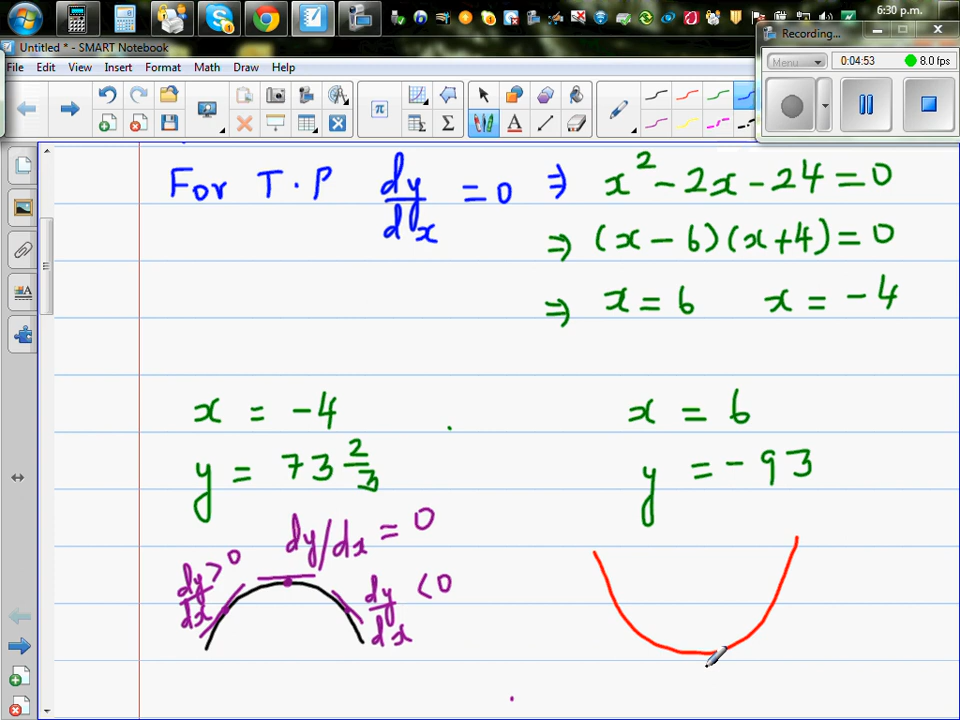 6:30 p.m.
Untitled * - SMART Notebook
Recording...
File Edit View Insert Format Math Draw Help
Menu 0:04:53 8.0 fps
For T.P dy/dx = 0 ⇒ x² - 2x - 24 = 0
⇒ (x - 6)(x + 4) = 0
⇒ x = 6 x = -4
x = -4 x = 6
y = 73 2/3 y = -93
dy/dx = 0
dy/dx > 0 dy/dx < 0